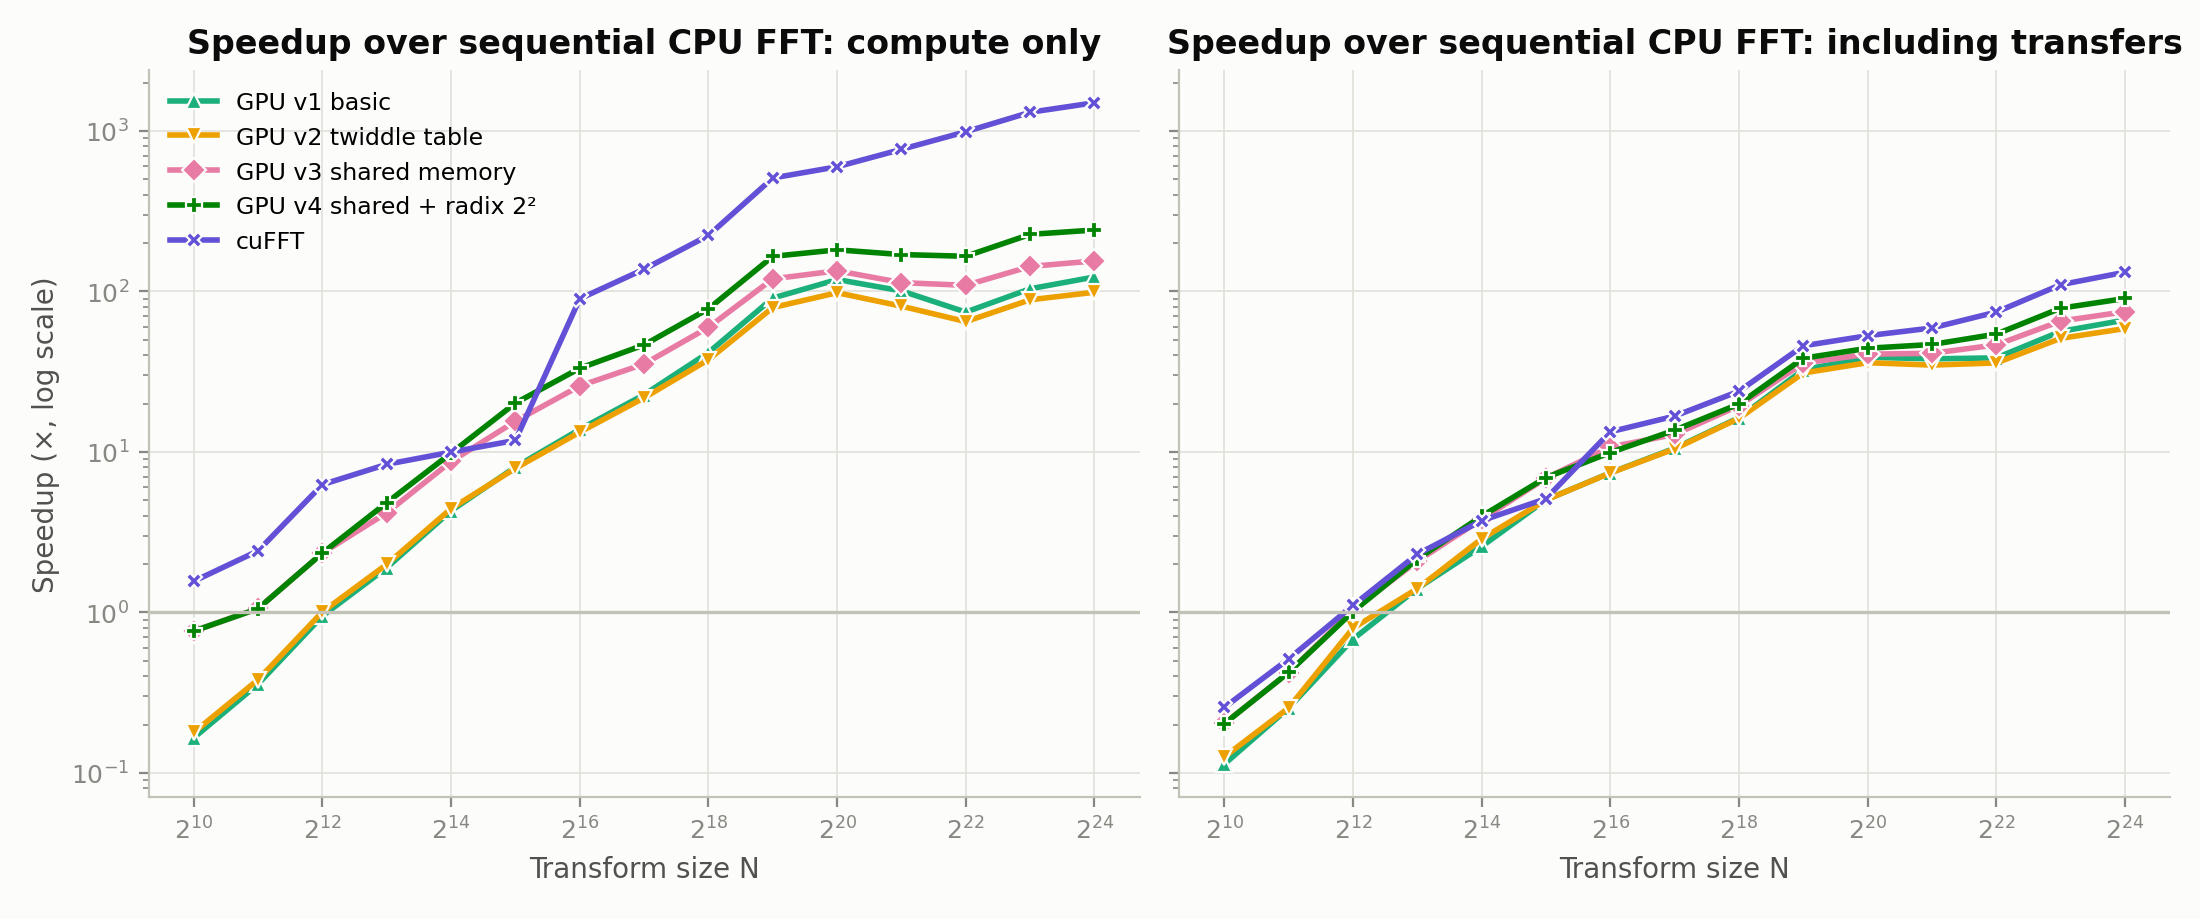 Speedup over sequential CPU FFT: compute only
GPU v1 basic
GPU v2 twiddle table
GPU v3 shared memory
GPU v4 shared + radix 2²
cuFFT
Speedup (×, log scale)
10³
10²
10¹
10⁰
10⁻¹
2¹⁰ 2¹² 2¹⁴ 2¹⁶ 2¹⁸ 2²⁰ 2²² 2²⁴
Transform size N
Speedup over sequential CPU FFT: including transfers
2¹⁰ 2¹² 2¹⁴ 2¹⁶ 2¹⁸ 2²⁰ 2²² 2²⁴
Transform size N